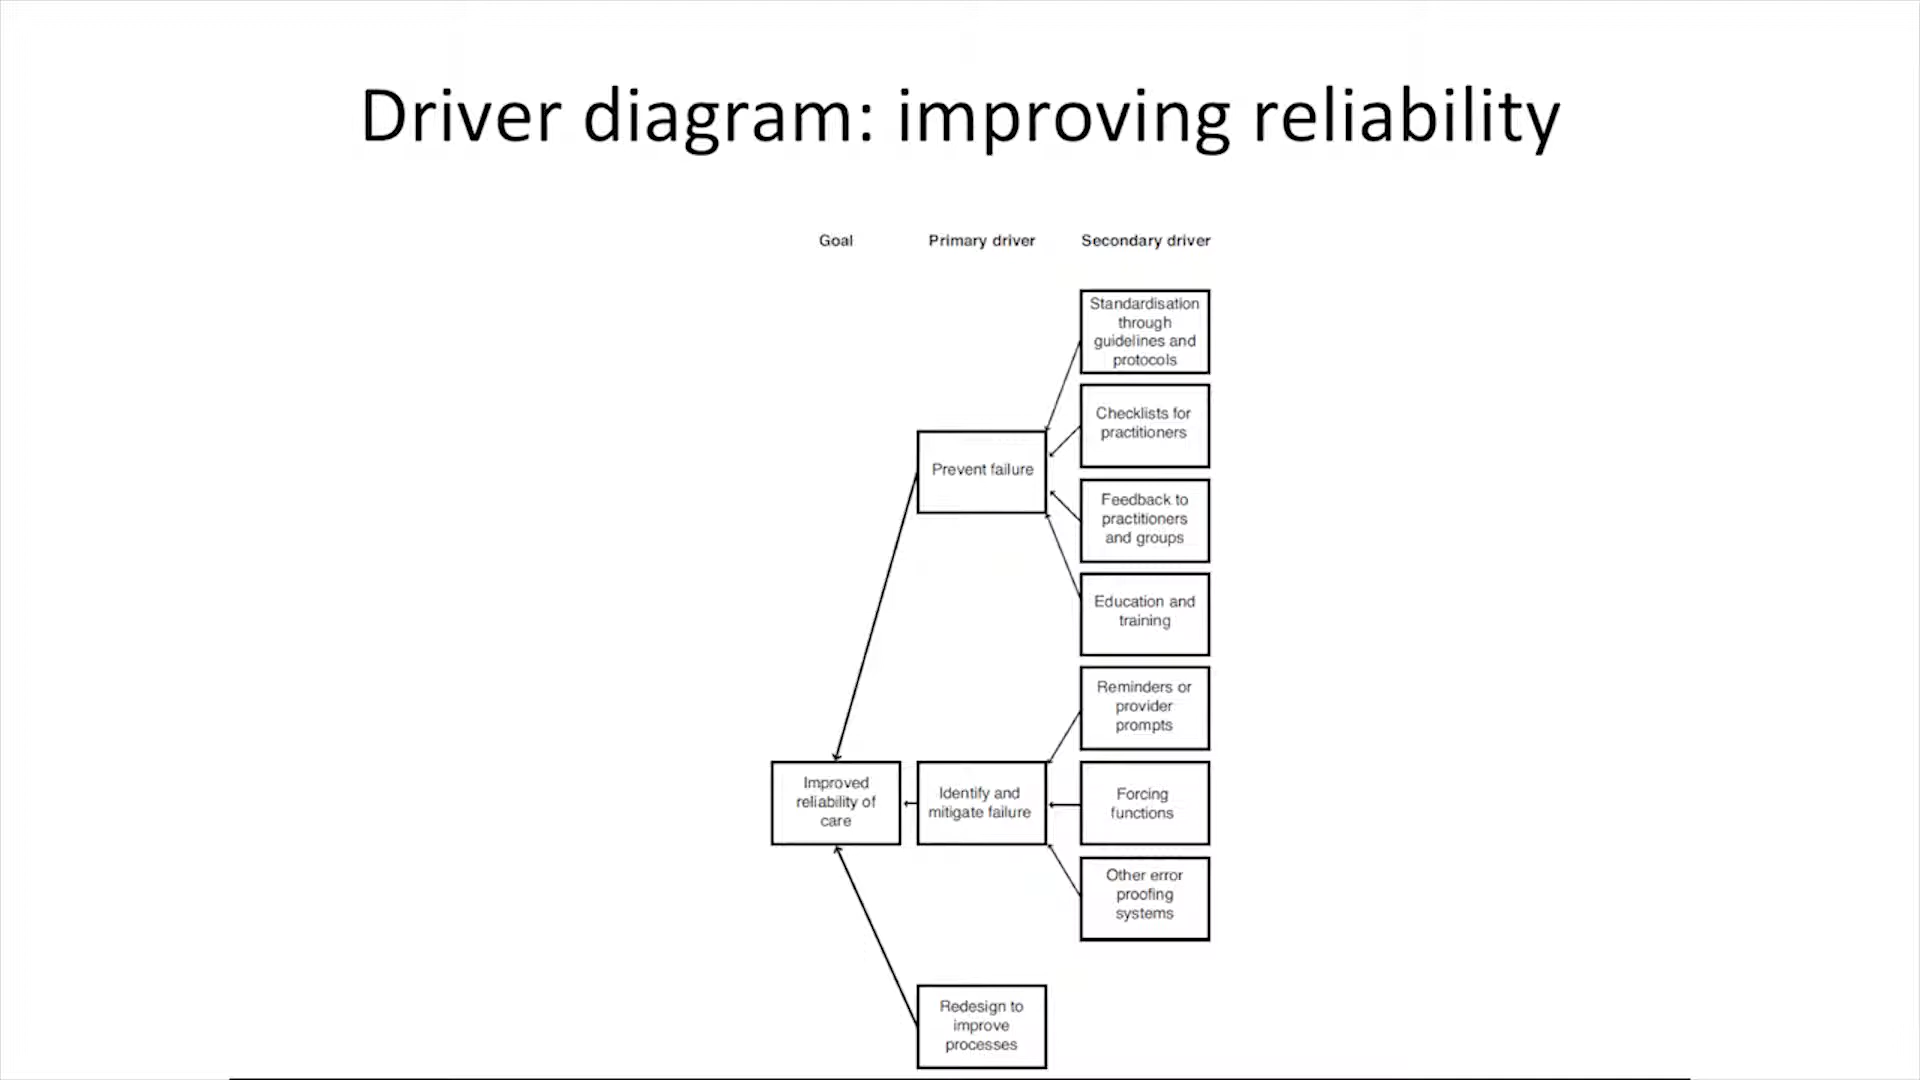 Driver diagram: improving reliability
Goal
Primary driver
Secondary driver
Standardisation
through
guidelines and
protocols
Checklists for
practitioners
Prevent failure
Feedback to
practitioners
and groups
Education and
training
Reminders or
provider
prompts
Improved
reliability of
care
Identify and
mitigate failure
Forcing
functions
Other error
proofing
systems
Redesign to
improve
processes